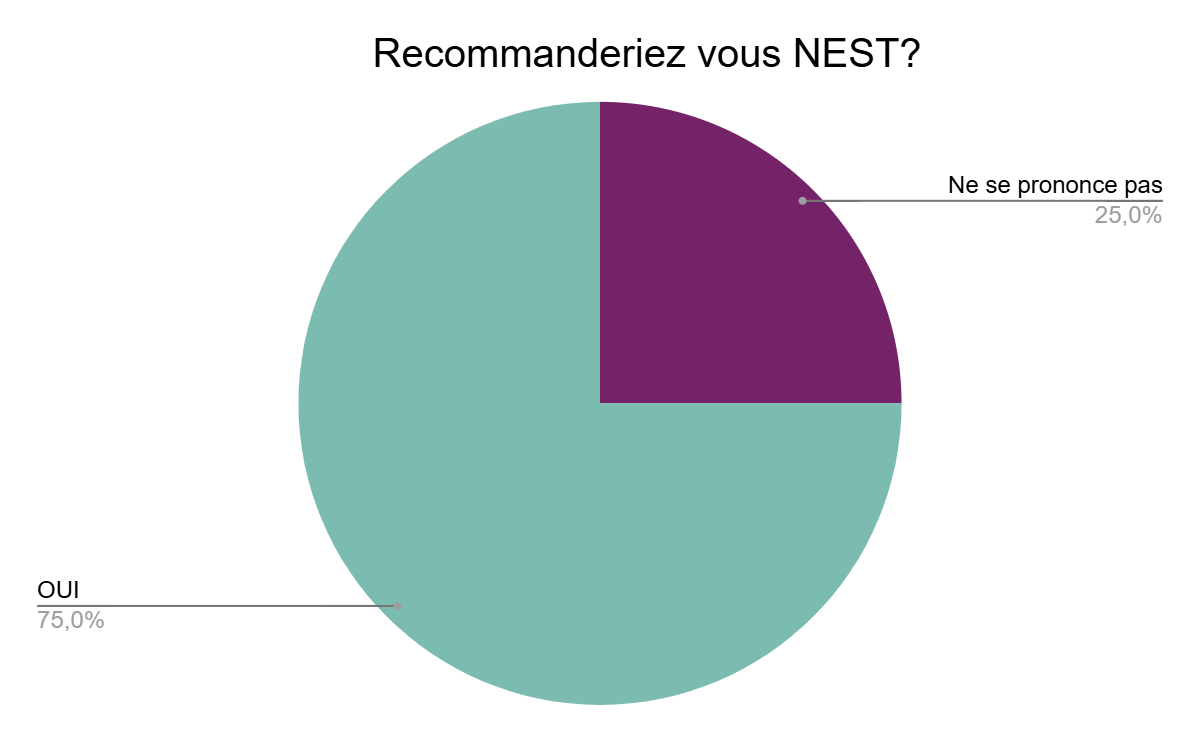 Recommanderiez vous NEST?
Ne se prononce pas
25,0%
OUI
75,0%